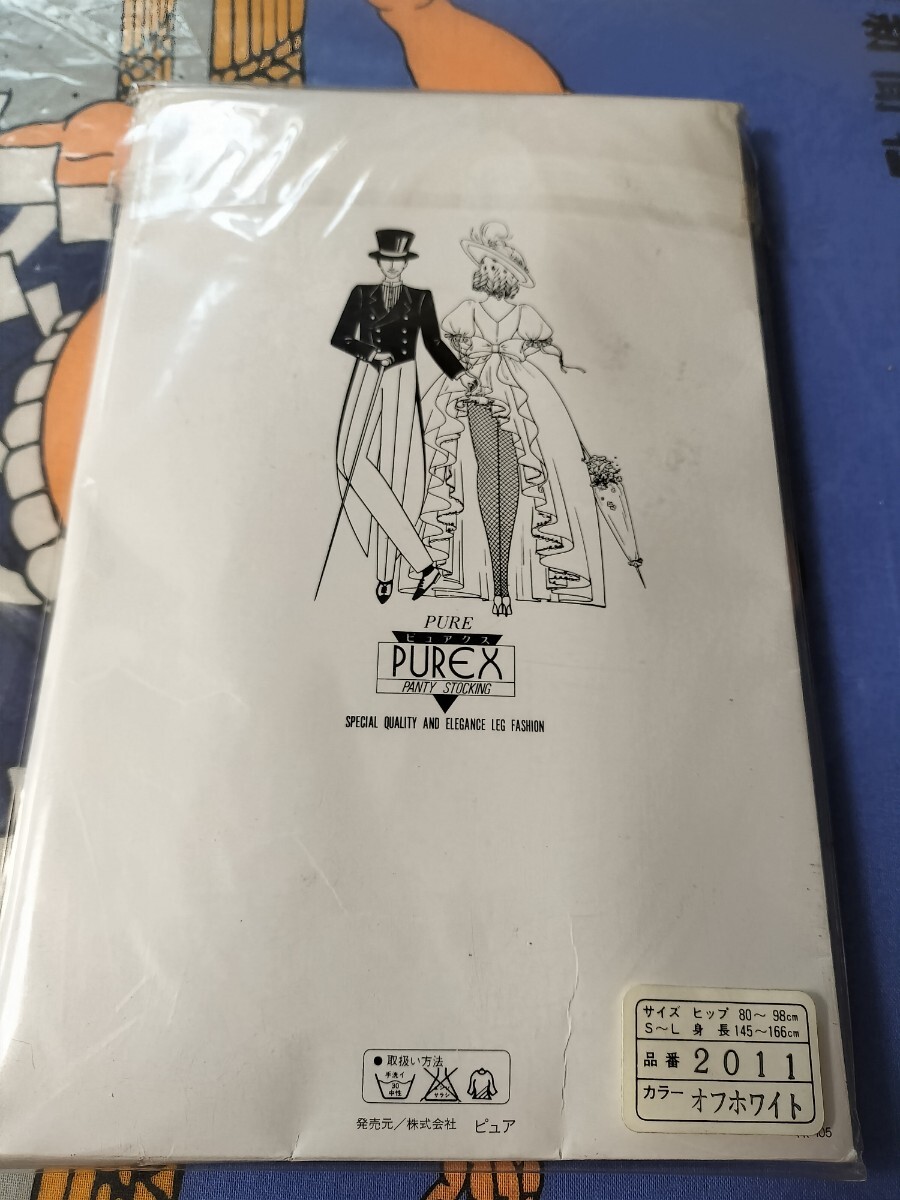 PURE
ピュアクス
PUREX
PANTY STOCKING
SPECIAL QUALITY AND ELEGANCE LEG FASHION
サイズ ヒップ 80～98cm
S～L 身長 145～166cm
品番 2011
カラー オフホワイト
●取扱い方法
手洗イ
30
中性
エンソ
サラシ
発売元／株式会社 ピュア